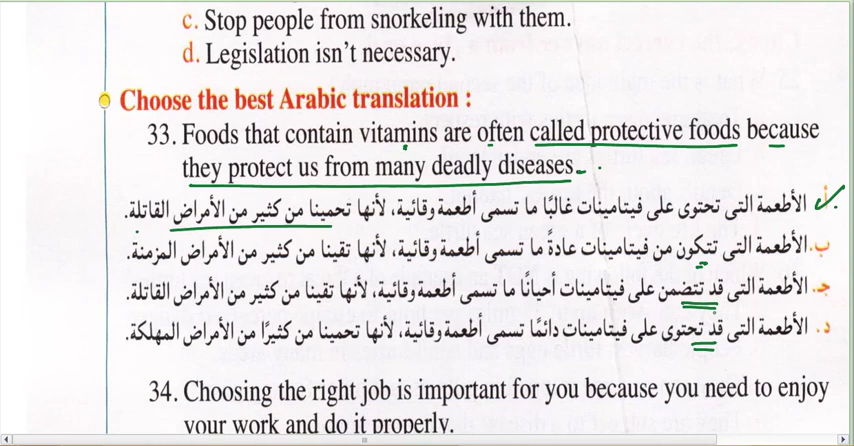 c. Stop people from snorkeling with them.
d. Legislation isn't necessary.
Choose the best Arabic translation :
33. Foods that contain vitamins are often called protective foods because
they protect us from many deadly diseases.
أ. الأطعمة التى تحتوى على فيتامينات غالبًا ما تسمى أطعمة وقائية، لأنها تحمينا من كثير من الأمراض القاتلة.
ب. الأطعمة التى تتكون من فيتامينات عادة ما تسمى أطعمة وقائية، لأنها تقينا من كثير من الأمراض المزمنة.
جـ. الأطعمة التى قد تتضمن على فيتامينات أحيانًا ما تسمى أطعمة وقائية، لأنها تقينا من كثير من الأمراض القاتلة.
د. الأطعمة التى قد تحتوى على فيتامينات دائمًا ما تسمى أطعمة وقائية، لأنها تحمينا من كثيرًا من الأمراض المهلكة.
34. Choosing the right job is important for you because you need to enjoy
your work and do it properly.